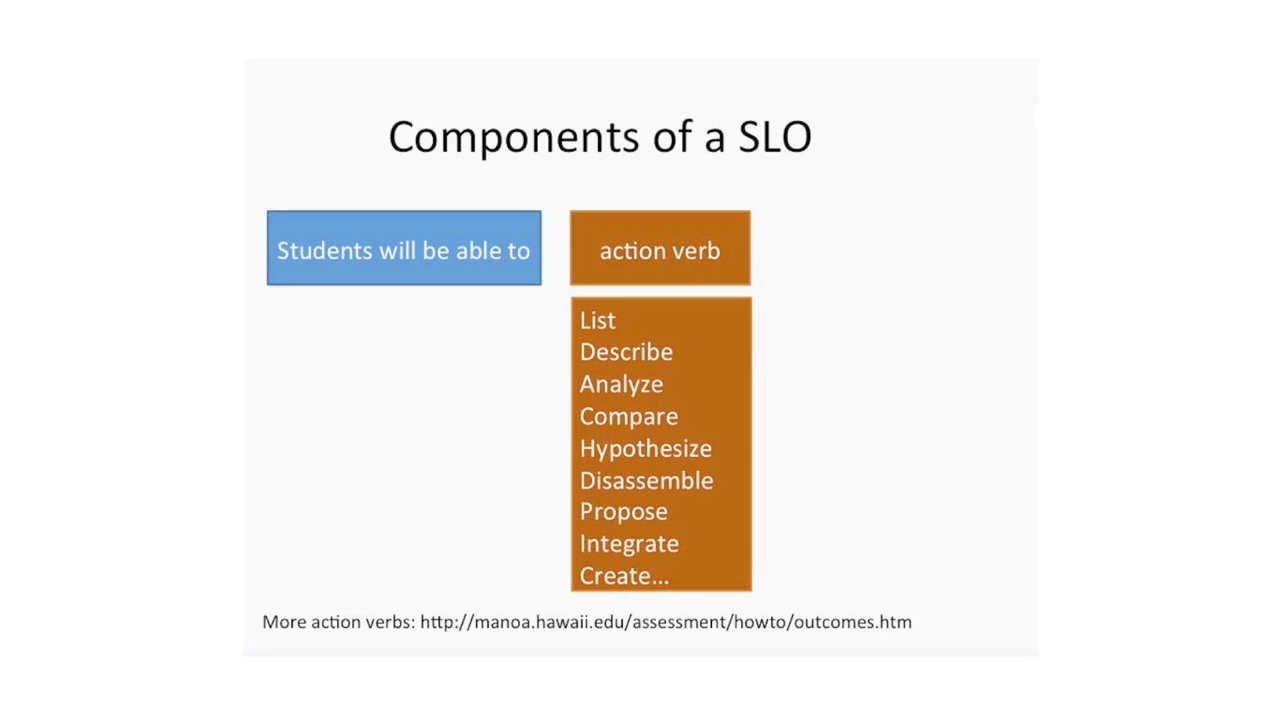 Components of a SLO
Students will be able to
action verb
List
Describe
Analyze
Compare
Hypothesize
Disassemble
Propose
Integrate
Create...
More action verbs: http://manoa.hawaii.edu/assessment/howto/outcomes.htm